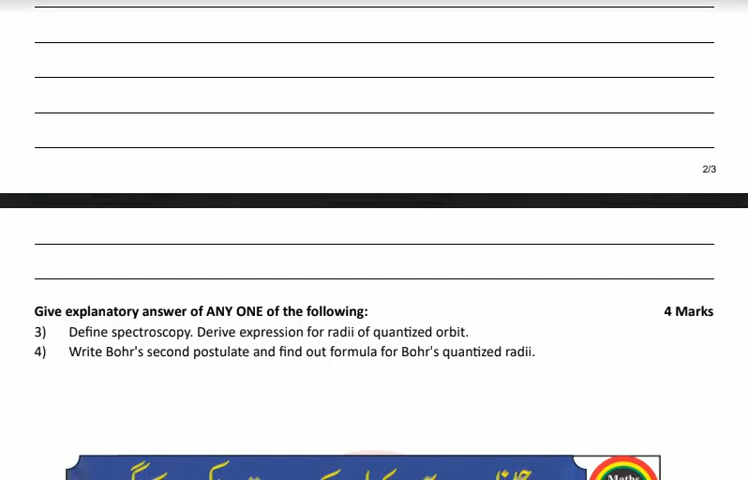 2/3
Give explanatory answer of ANY ONE of the following: 4 Marks
3) Define spectroscopy. Derive expression for radii of quantized orbit.
4) Write Bohr's second postulate and find out formula for Bohr's quantized radii.
Maths